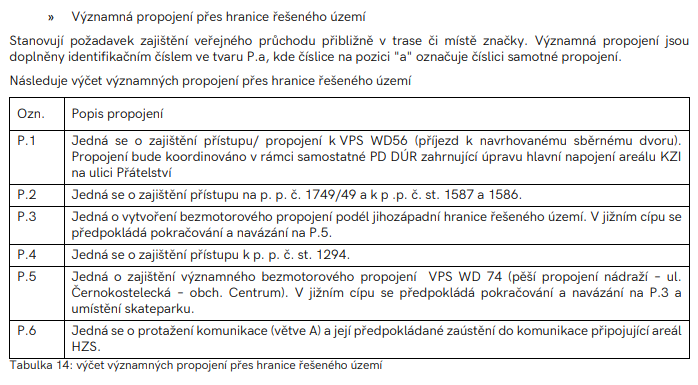 » Významná propojení přes hranice řešeného území
Stanovují požadavek zajištění veřejného průchodu přibližně v trase či místě značky. Významná propojení jsou
doplněny identifikačním číslem ve tvaru P.a, kde číslice na pozici "a" označuje číslici samotné propojení.
Následuje výčet významných propojení přes hranice řešeného území
Ozn. Popis propojení
P.1 Jedná se o zajištění přístupu/ propojení k VPS WD56 (příjezd k navrhovanému sběrnému dvoru).
Propojení bude koordinováno v rámci samostatné PD DÚR zahrnující úpravu hlavní napojení areálu KZI
na ulici Přátelství
P.2 Jedná se o zajištění přístupu na p. p. č. 1749/49 a k p .p. č. st. 1587 a 1586.
P.3 Jedná o vytvoření bezmotorového propojení podél jihozápadní hranice řešeného území. V jižním cípu se
předpokládá pokračování a navázání na P.5.
P.4 Jedná se o zajištění přístupu k p. p. č. st. 1294.
P.5 Jedná o zajištění významného bezmotorového propojení VPS WD 74 (pěší propojení nádraží – ul.
Černokostelecká – obch. Centrum). V jižním cípu se předpokládá pokračování a navázání na P.3 a
umístění skateparku.
P.6 Jedná se o protažení komunikace (větve A) a její předpokládané zaústění do komunikace připojující areál
HZS.
Tabulka 14: výčet významných propojení přes hranice řešeného území